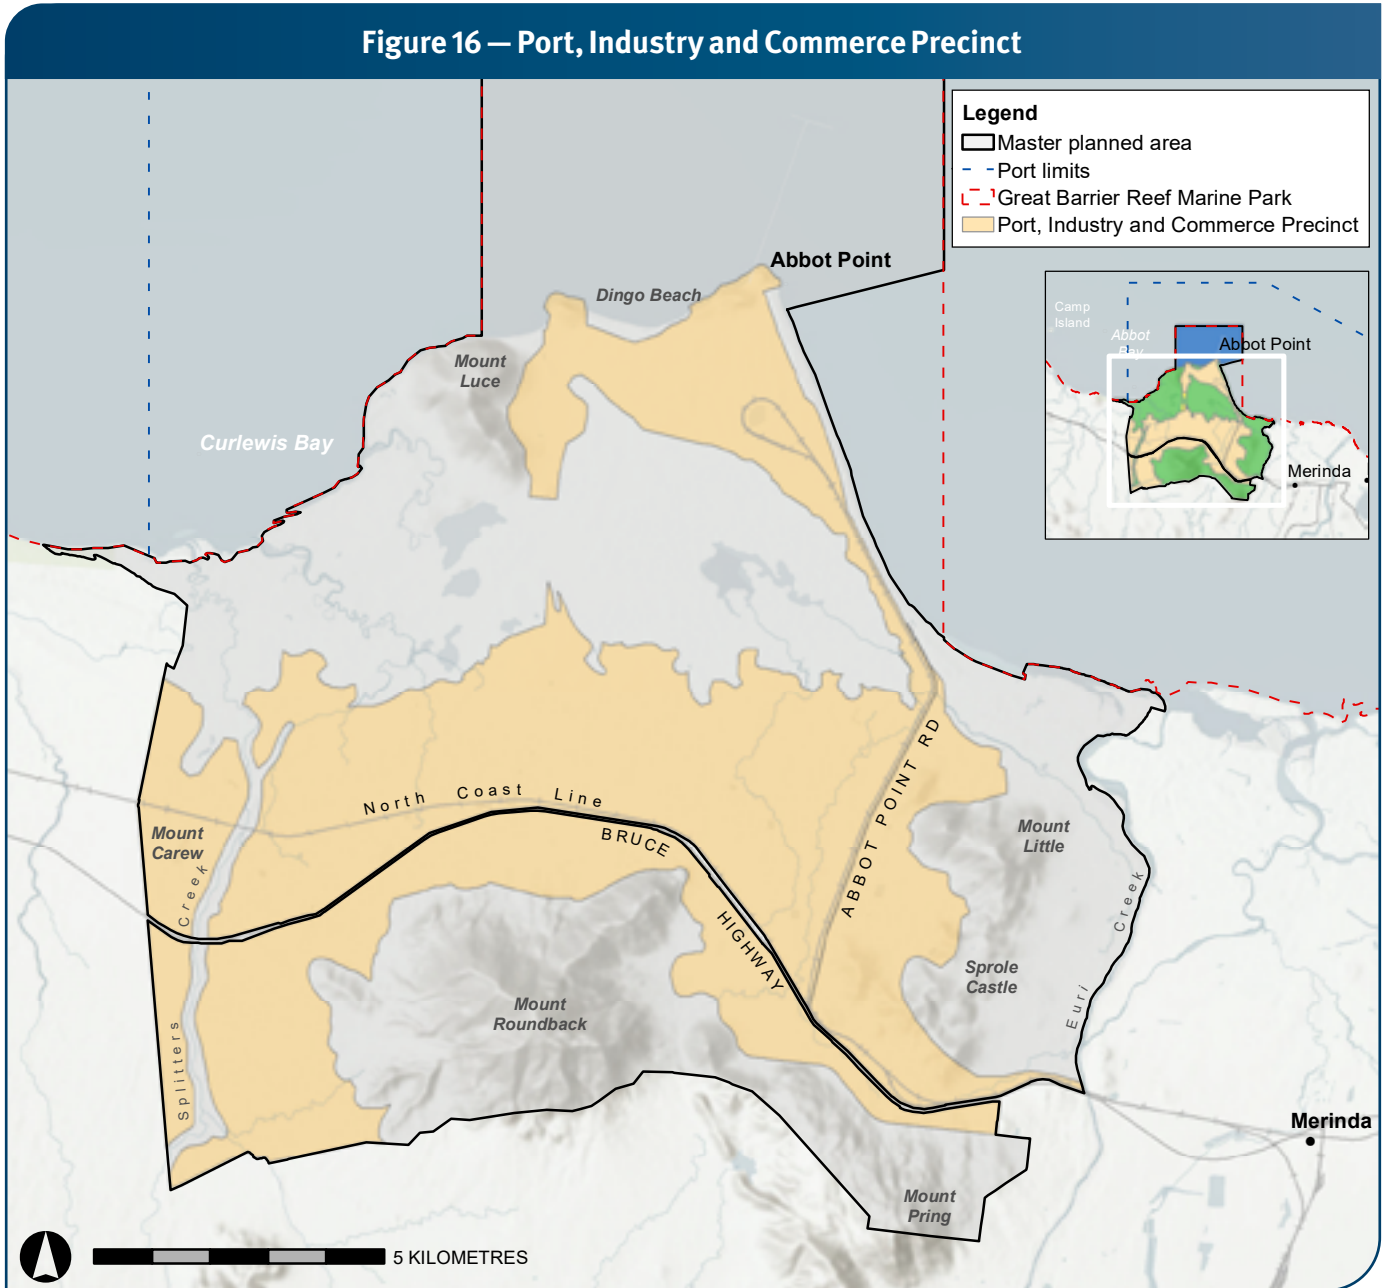 Figure 16 — Port, Industry and Commerce Precinct
Legend
Master planned area
Port limits
Great Barrier Reef Marine Park
Port, Industry and Commerce Precinct
Abbot Point
Dingo Beach
Mount
Luce
Curlewis Bay
Camp
Island
Abbot
Bay
Abbot Point
Merinda
North Coast Line
BRUCE
HIGHWAY
ABBOT POINT RD
Mount
Carew
Splitters
Creek
Mount
Little
Sprole
Castle
Euri Creek
Mount
Roundback
Merinda
Mount
Pring
5 KILOMETRES